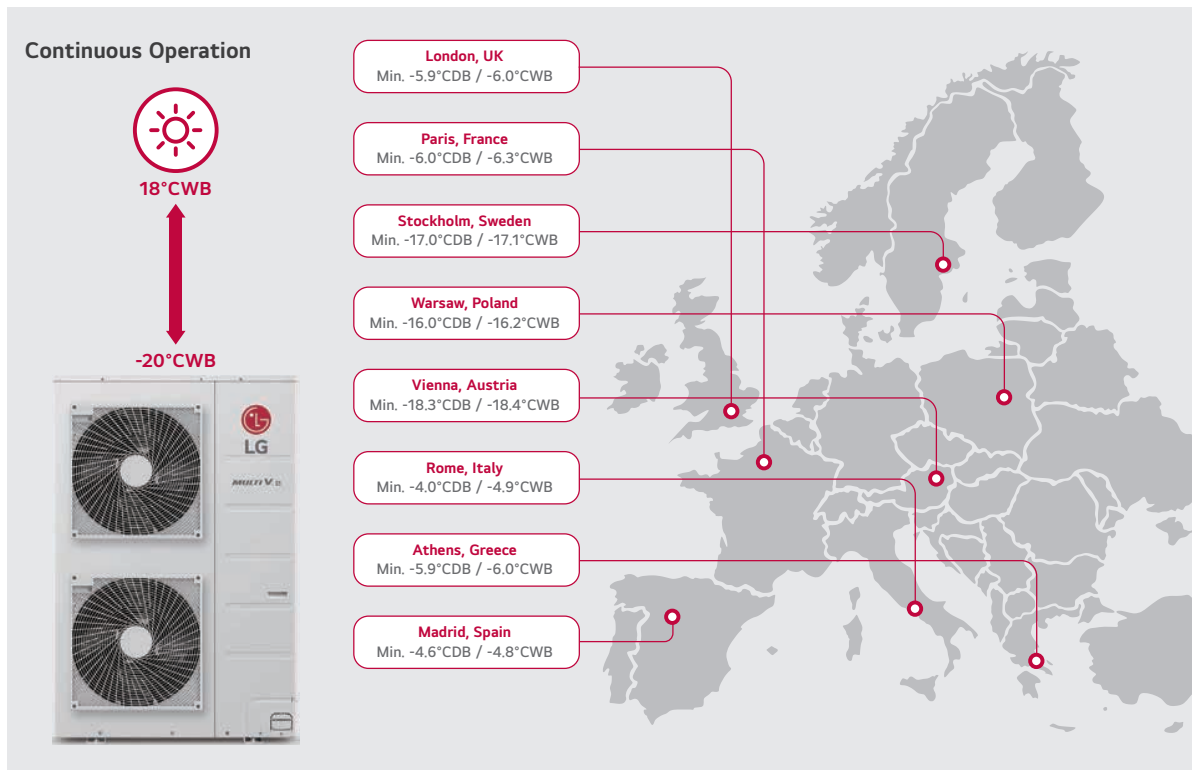 Continuous Operation
18°CWB
-20°CWB
LG
LG
MULTI V S
London, UK
Min. -5.9°CDB / -6.0°CWB
Paris, France
Min. -6.0°CDB / -6.3°CWB
Stockholm, Sweden
Min. -17.0°CDB / -17.1°CWB
Warsaw, Poland
Min. -16.0°CDB / -16.2°CWB
Vienna, Austria
Min. -18.3°CDB / -18.4°CWB
Rome, Italy
Min. -4.0°CDB / -4.9°CWB
Athens, Greece
Min. -5.9°CDB / -6.0°CWB
Madrid, Spain
Min. -4.6°CDB / -4.8°CWB